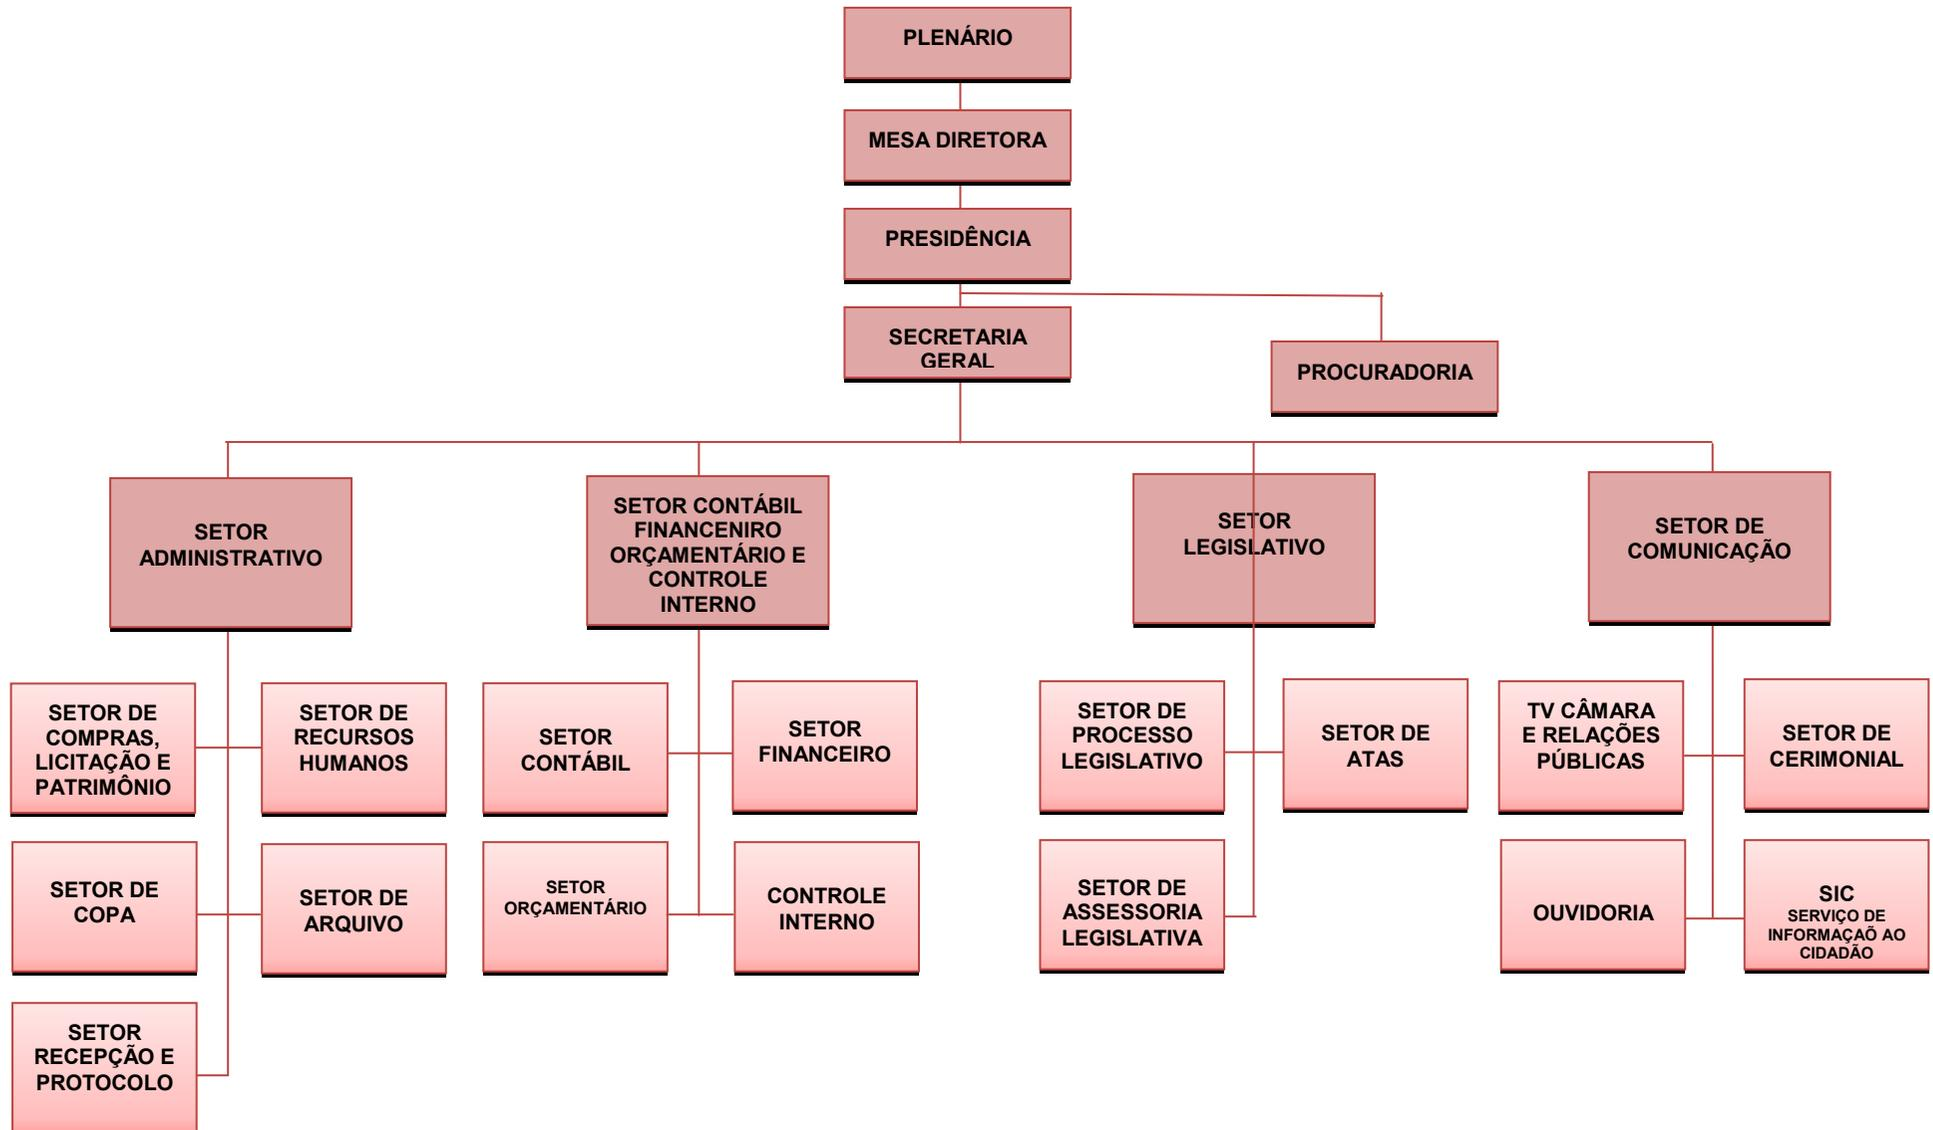 PLENÁRIO
MESA DIRETORA
PRESIDÊNCIA
SECRETARIA
GERAL
PROCURADORIA
SETOR
ADMINISTRATIVO
SETOR CONTÁBIL
FINANCENIRO
ORÇAMENTÁRIO E
CONTROLE
INTERNO
SETOR
LEGISLATIVO
SETOR DE
COMUNICAÇÃO
SETOR DE
COMPRAS,
LICITAÇÃO E
PATRIMÔNIO
SETOR DE
RECURSOS
HUMANOS
SETOR
CONTÁBIL
SETOR
FINANCEIRO
SETOR DE
PROCESSO
LEGISLATIVO
SETOR DE
ATAS
TV CÂMARA
E RELAÇÕES
PÚBLICAS
SETOR DE
CERIMONIAL
SETOR DE
COPA
SETOR DE
ARQUIVO
SETOR
ORÇAMENTÁRIO
CONTROLE
INTERNO
SETOR DE
ASSESSORIA
LEGISLATIVA
OUVIDORIA
SIC
SERVIÇO DE
INFORMAÇAÕ AO
CIDADÃO
SETOR
RECEPÇÃO E
PROTOCOLO